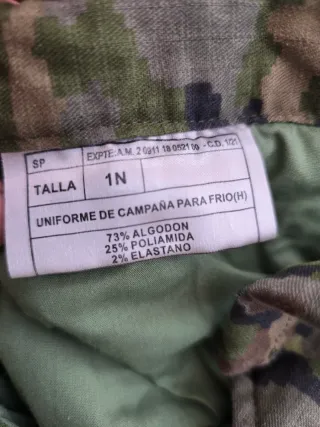 SP EXPTE:A.M. 2 0911 18 0521 00 - C.D. 1/21
TALLA 1N
UNIFORME DE CAMPAÑA PARA FRIO(H)
73% ALGODON
25% POLIAMIDA
2% ELASTANO